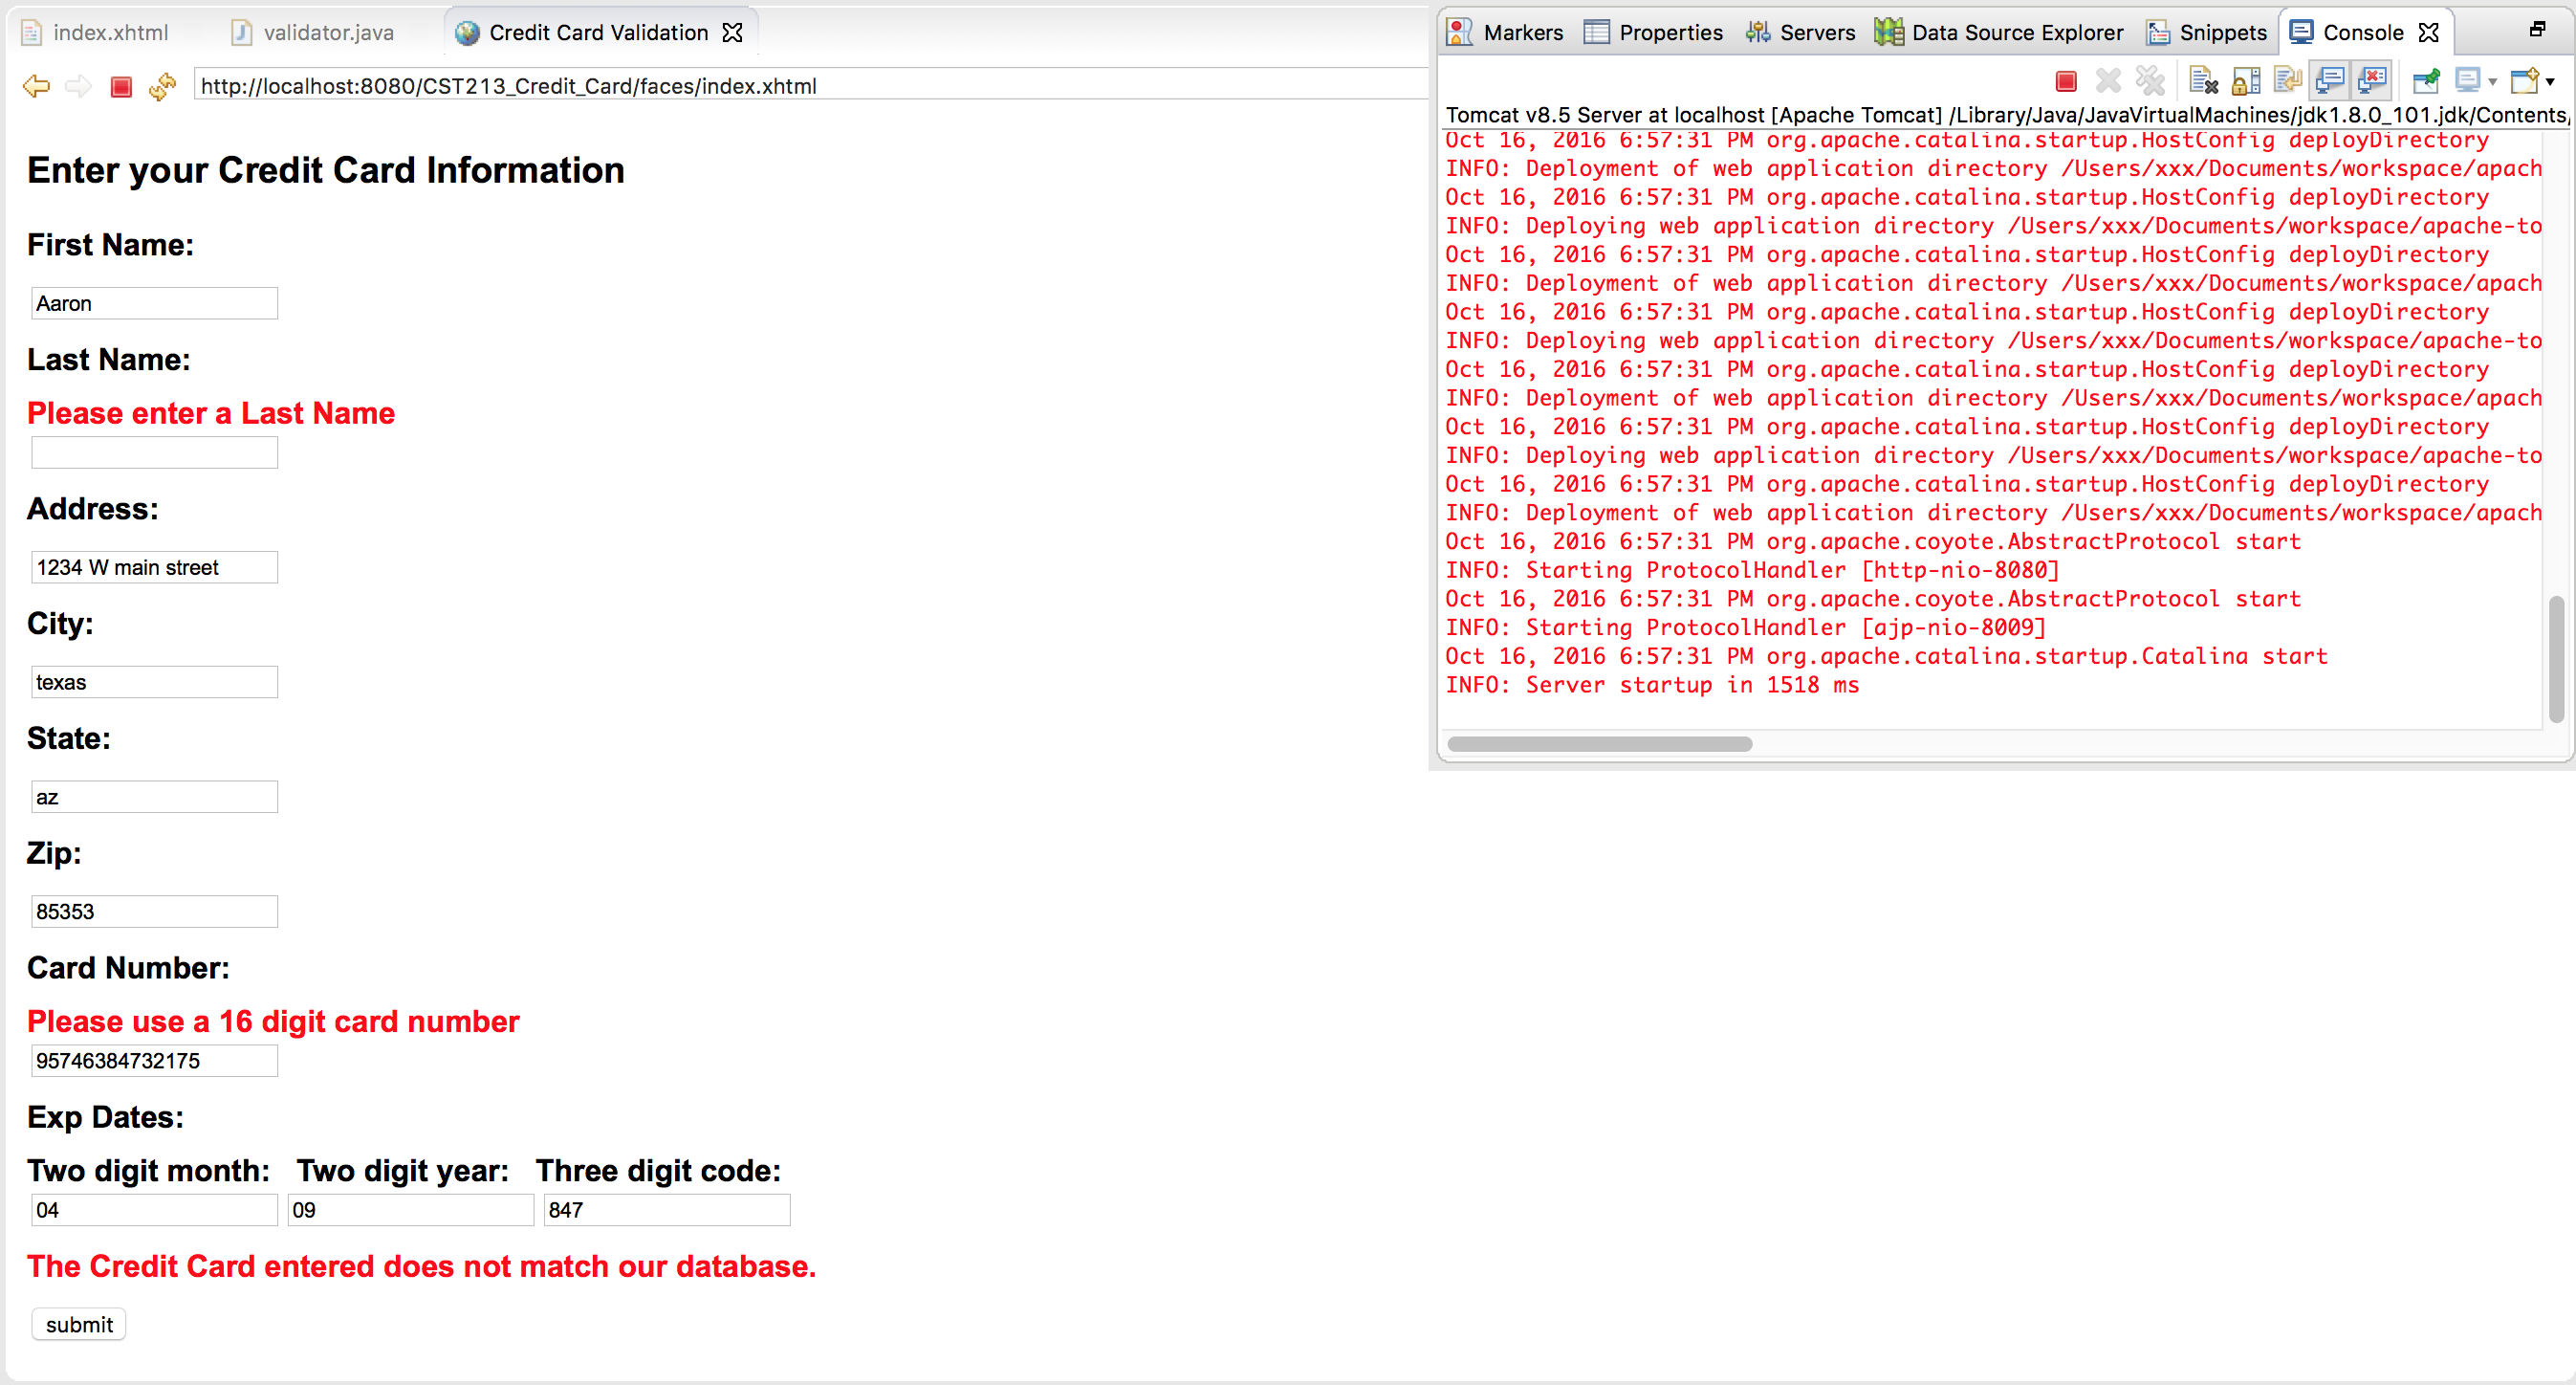 index.xhtml validator.java Credit Card Validation
http://localhost:8080/CST213_Credit_Card/faces/index.xhtml
Enter your Credit Card Information
First Name:
Aaron
Last Name:
Please enter a Last Name
Address:
1234 W main street
City:
texas
State:
az
Zip:
85353
Card Number:
Please use a 16 digit card number
95746384732175
Exp Dates:
Two digit month: Two digit year: Three digit code:
04 09 847
The Credit Card entered does not match our database.
submit
Markers Properties Servers Data Source Explorer Snippets Console
Tomcat v8.5 Server at localhost [Apache Tomcat] /Library/Java/JavaVirtualMachines/jdk1.8.0_101.jdk/Contents/
Oct 16, 2016 6:57:31 PM org.apache.catalina.startup.HostConfig deployDirectory
INFO: Deployment of web application directory /Users/xxx/Documents/workspace/apach
Oct 16, 2016 6:57:31 PM org.apache.catalina.startup.HostConfig deployDirectory
INFO: Deploying web application directory /Users/xxx/Documents/workspace/apache-to
Oct 16, 2016 6:57:31 PM org.apache.catalina.startup.HostConfig deployDirectory
INFO: Deployment of web application directory /Users/xxx/Documents/workspace/apach
Oct 16, 2016 6:57:31 PM org.apache.catalina.startup.HostConfig deployDirectory
INFO: Deploying web application directory /Users/xxx/Documents/workspace/apache-to
Oct 16, 2016 6:57:31 PM org.apache.catalina.startup.HostConfig deployDirectory
INFO: Deployment of web application directory /Users/xxx/Documents/workspace/apach
Oct 16, 2016 6:57:31 PM org.apache.catalina.startup.HostConfig deployDirectory
INFO: Deploying web application directory /Users/xxx/Documents/workspace/apache-to
Oct 16, 2016 6:57:31 PM org.apache.catalina.startup.HostConfig deployDirectory
INFO: Deployment of web application directory /Users/xxx/Documents/workspace/apach
Oct 16, 2016 6:57:31 PM org.apache.coyote.AbstractProtocol start
INFO: Starting ProtocolHandler [http-nio-8080]
Oct 16, 2016 6:57:31 PM org.apache.coyote.AbstractProtocol start
INFO: Starting ProtocolHandler [ajp-nio-8009]
Oct 16, 2016 6:57:31 PM org.apache.catalina.startup.Catalina start
INFO: Server startup in 1518 ms